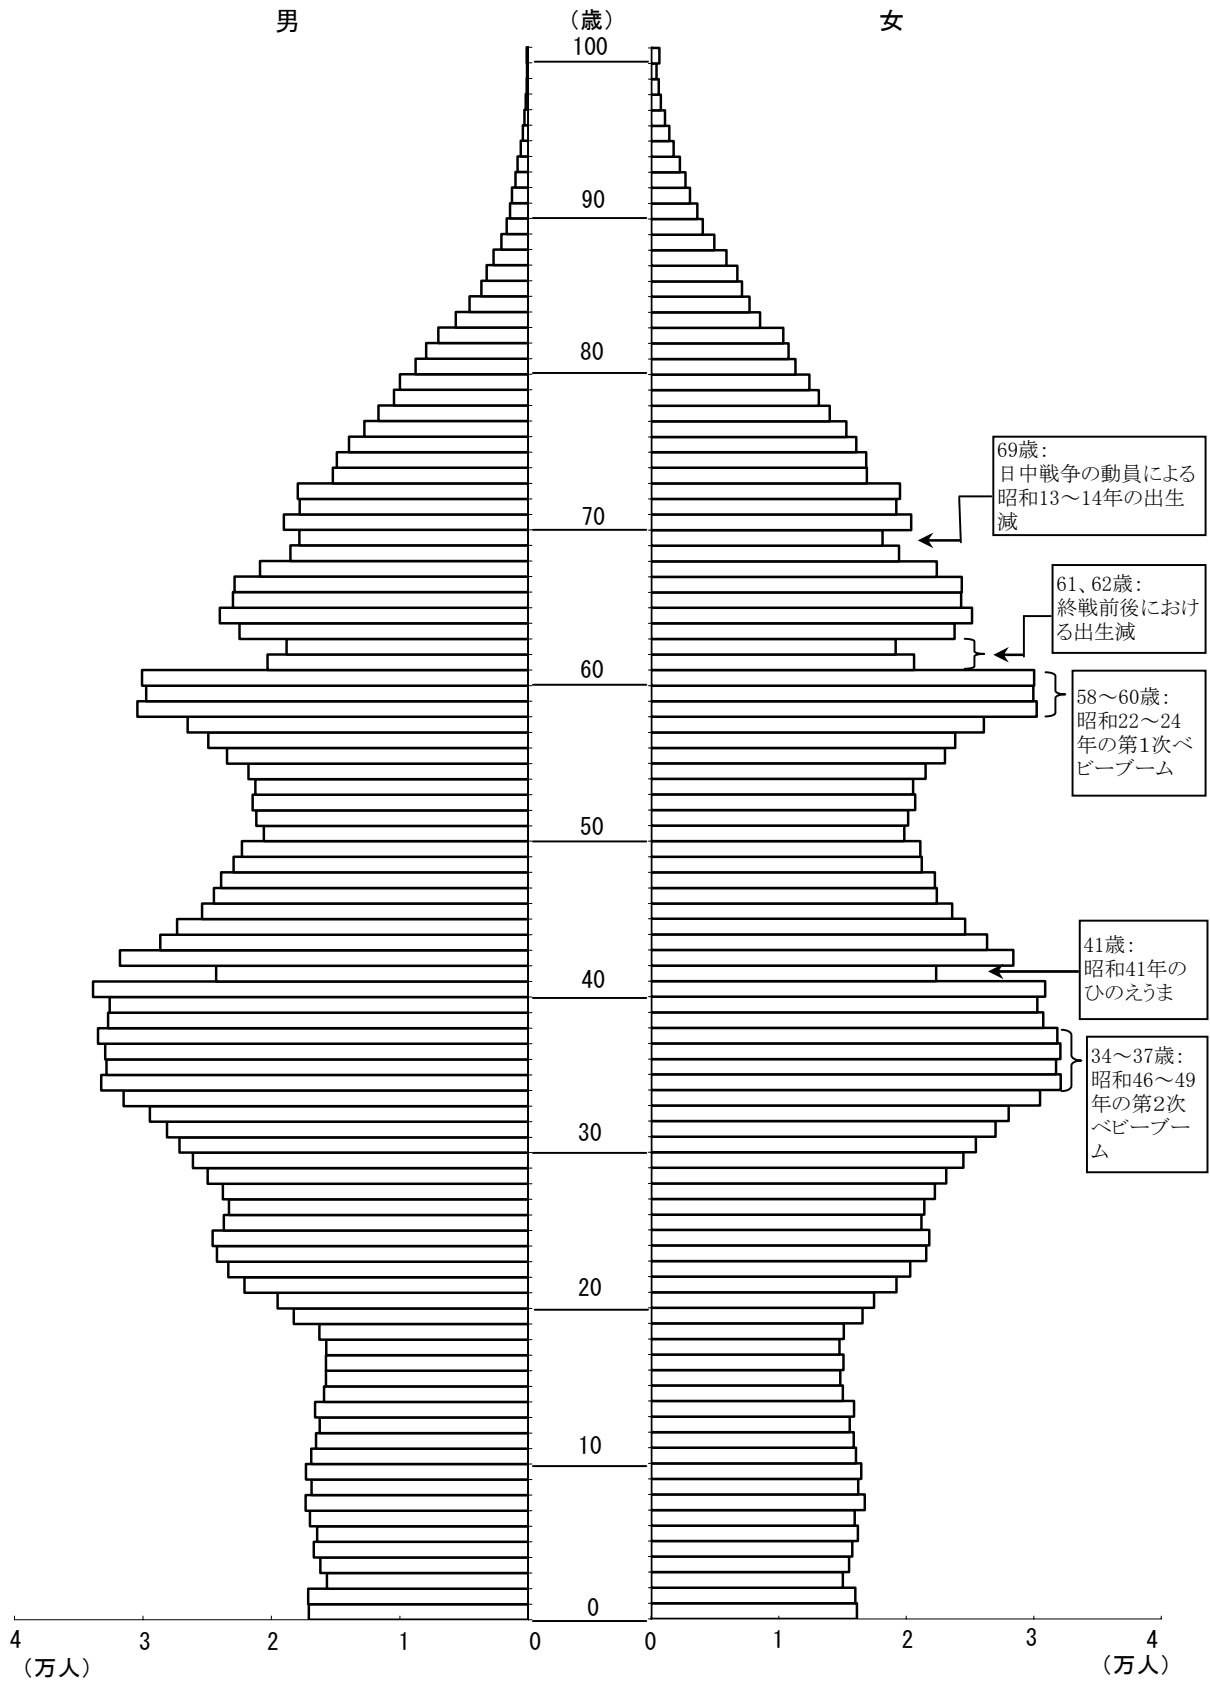 男
（歳）
女
100
90
80
70
60
50
40
30
20
10
0
69歳：
日中戦争の動員による
昭和13～14年の出生
減
61、62歳：
終戦前後におけ
る出生減
58～60歳：
昭和22～24
年の第１次ベ
ビーブーム
41歳：
昭和41年の
ひのえうま
34～37歳：
昭和46～49
年の第２次
ベビーブー
ム
4 3 2 1 0 0 1 2 3 4
（万人） （万人）